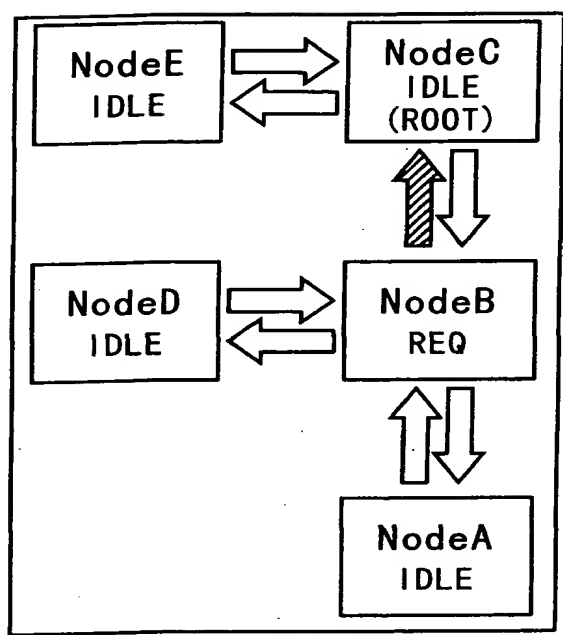 NodeE
IDLE
NodeC
IDLE
(ROOT)
NodeD
IDLE
NodeB
REQ
NodeA
IDLE